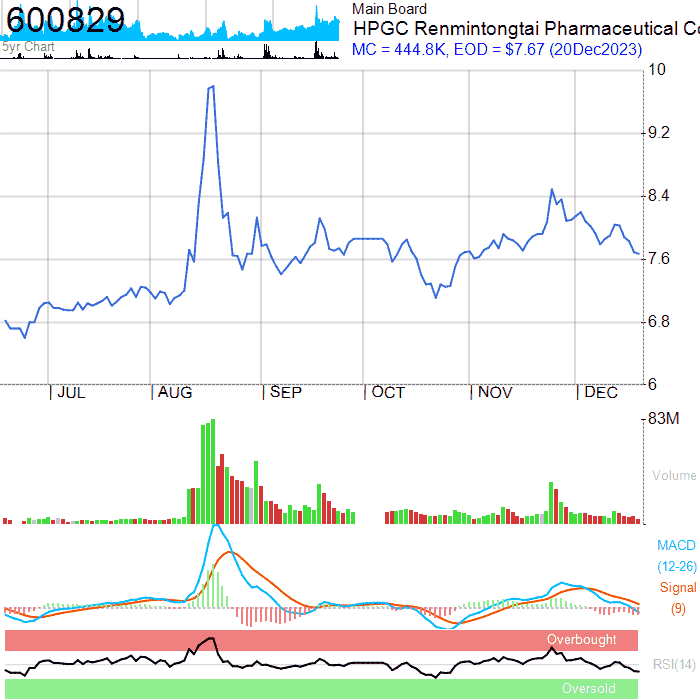 600829
5yr Chart
Main Board
HPGC Renmintongtai Pharmaceutical Co
MC = 444.8K, EOD = $7.67 (20Dec2023)
10
9.2
8.4
7.6
6.8
6
JUL AUG SEP OCT NOV DEC
83M
Volume
MACD
(12-26)
Signal
(9)
Overbought
RSI(14)
Oversold